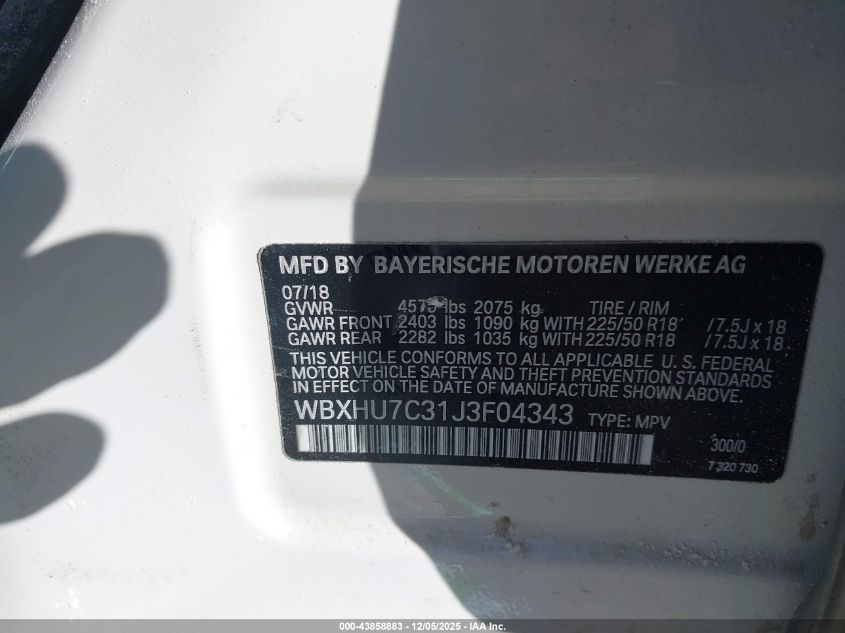 MFD BY BAYERISCHE MOTOREN WERKE AG
07/18
GVWR lbs 2075 kg TIRE / RIM
GAWR FRONT 2403 lbs 1090 kg WITH 225/50 R18 / 7.5J x 18
GAWR REAR 2282 lbs 1035 kg WITH 225/50 R18 / 7.5J x 18
THIS VEHICLE CONFORMS TO ALL APPLICABLE U.S. FEDERAL
MOTOR VEHICLE SAFETY AND THEFT PREVENTION STANDARDS
IN EFFECT ON THE DATE OF MANUFACTURE SHOWN ABOVE.
WBXHU7C31J3F04343 TYPE: MPV
300/0
7 320 730
000-43858883 - 12/05/2025 - IAA Inc.